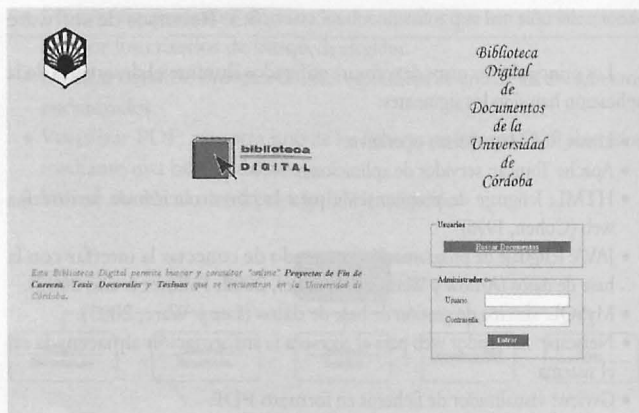 Biblioteca
Digital
de
Documentos
de la
Universidad
de
Córdoba
biblioteca
DIGITAL
Esta Biblioteca Digital permite buscar y consultar "online" Proyectos de Fin de
Carrera, Tesis Doctorales y Tesinas que se encuentran en la Universidad de
Córdoba.
Usuarios
Buscar Documentos
Administrador
Usuario
Contraseña
Entrar